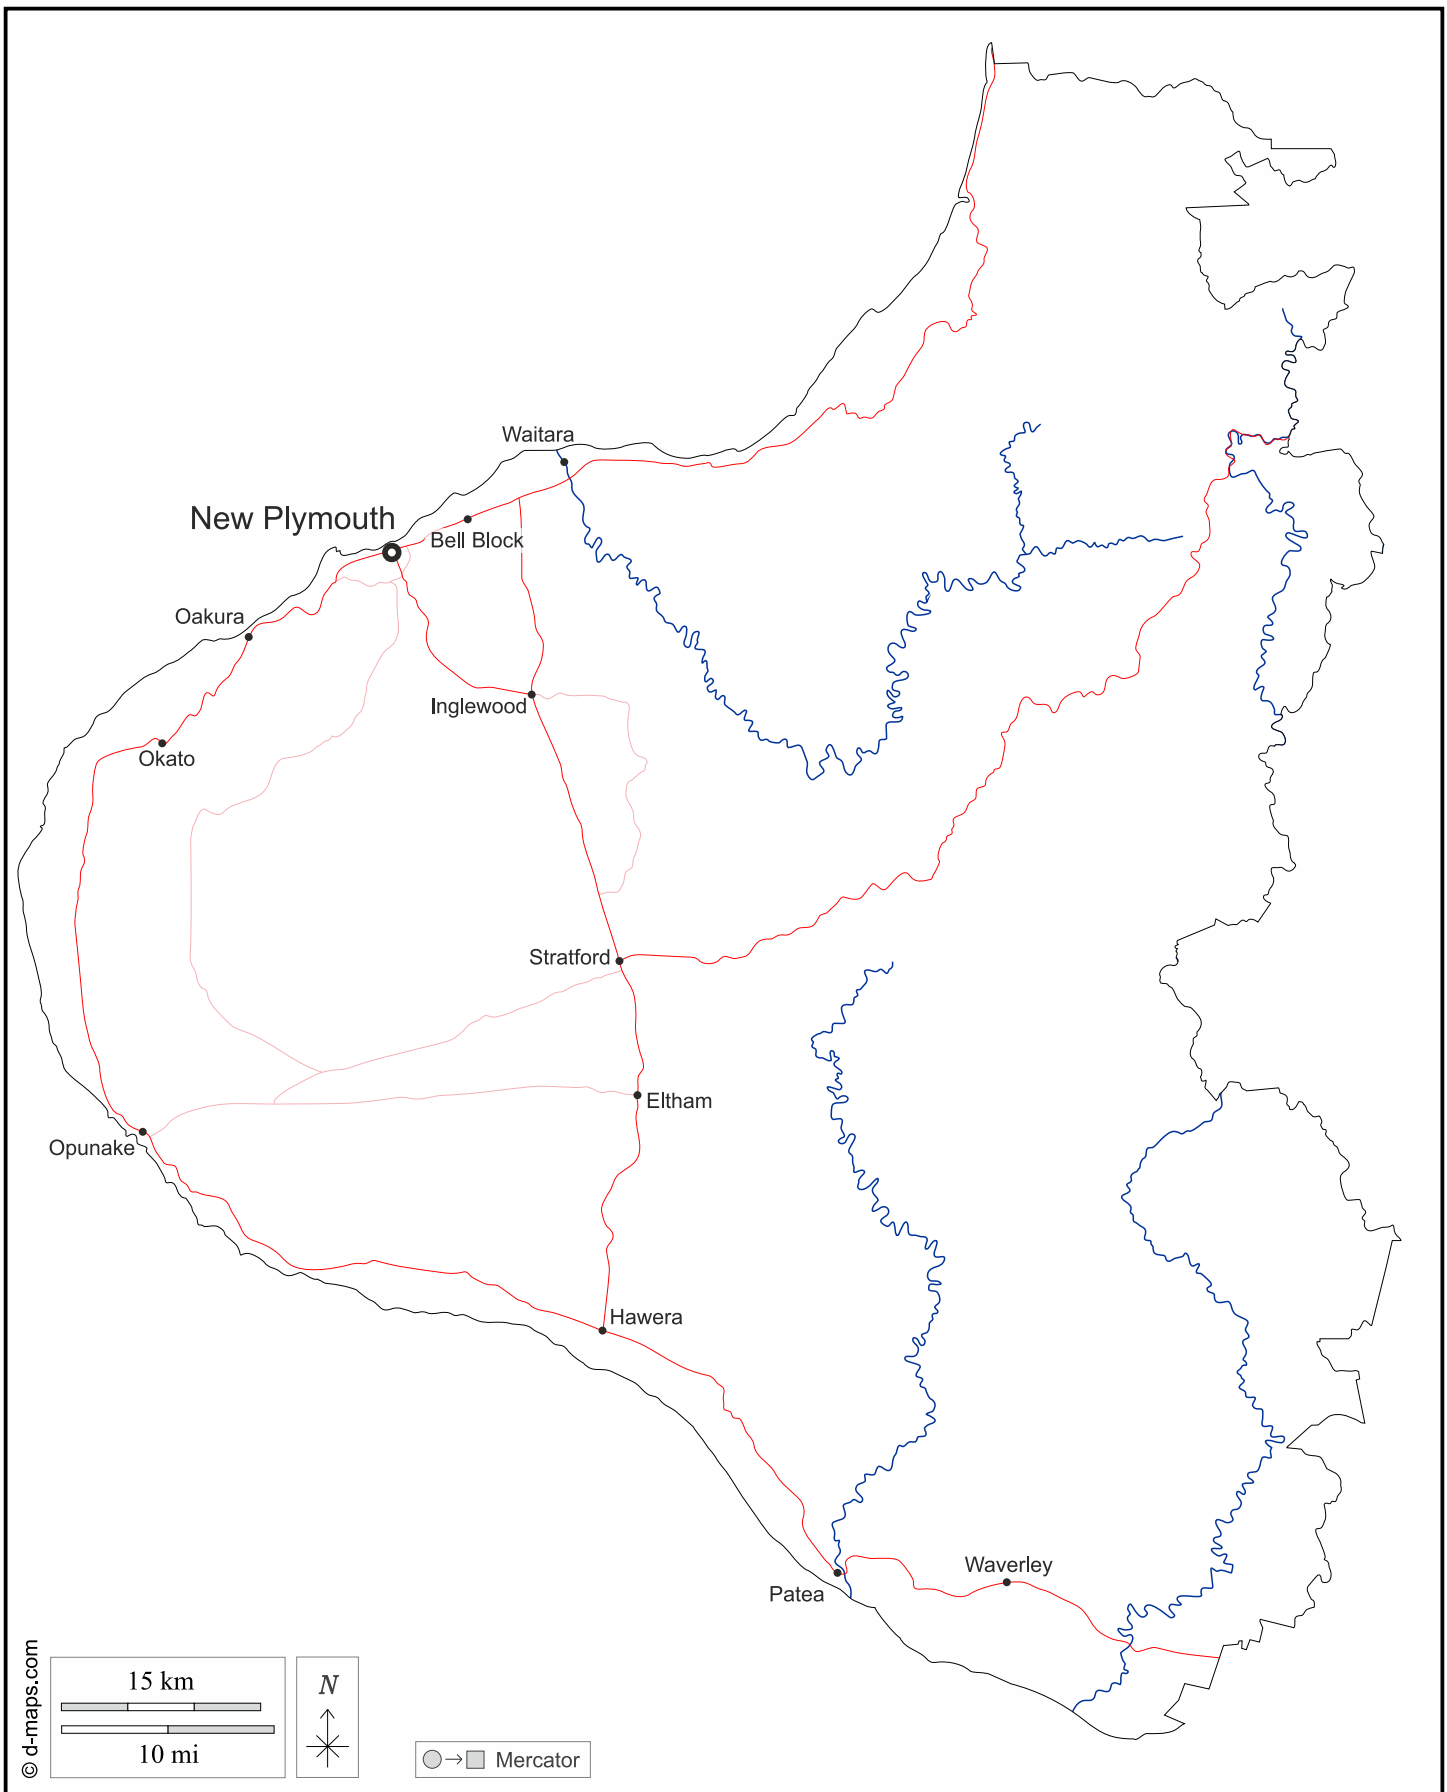 Waitara
New Plymouth
Bell Block
Oakura
Inglewood
Okato
Stratford
Eltham
Opunake
Hawera
Waverley
Patea
© d-maps.com
15 km
10 mi
N
Mercator